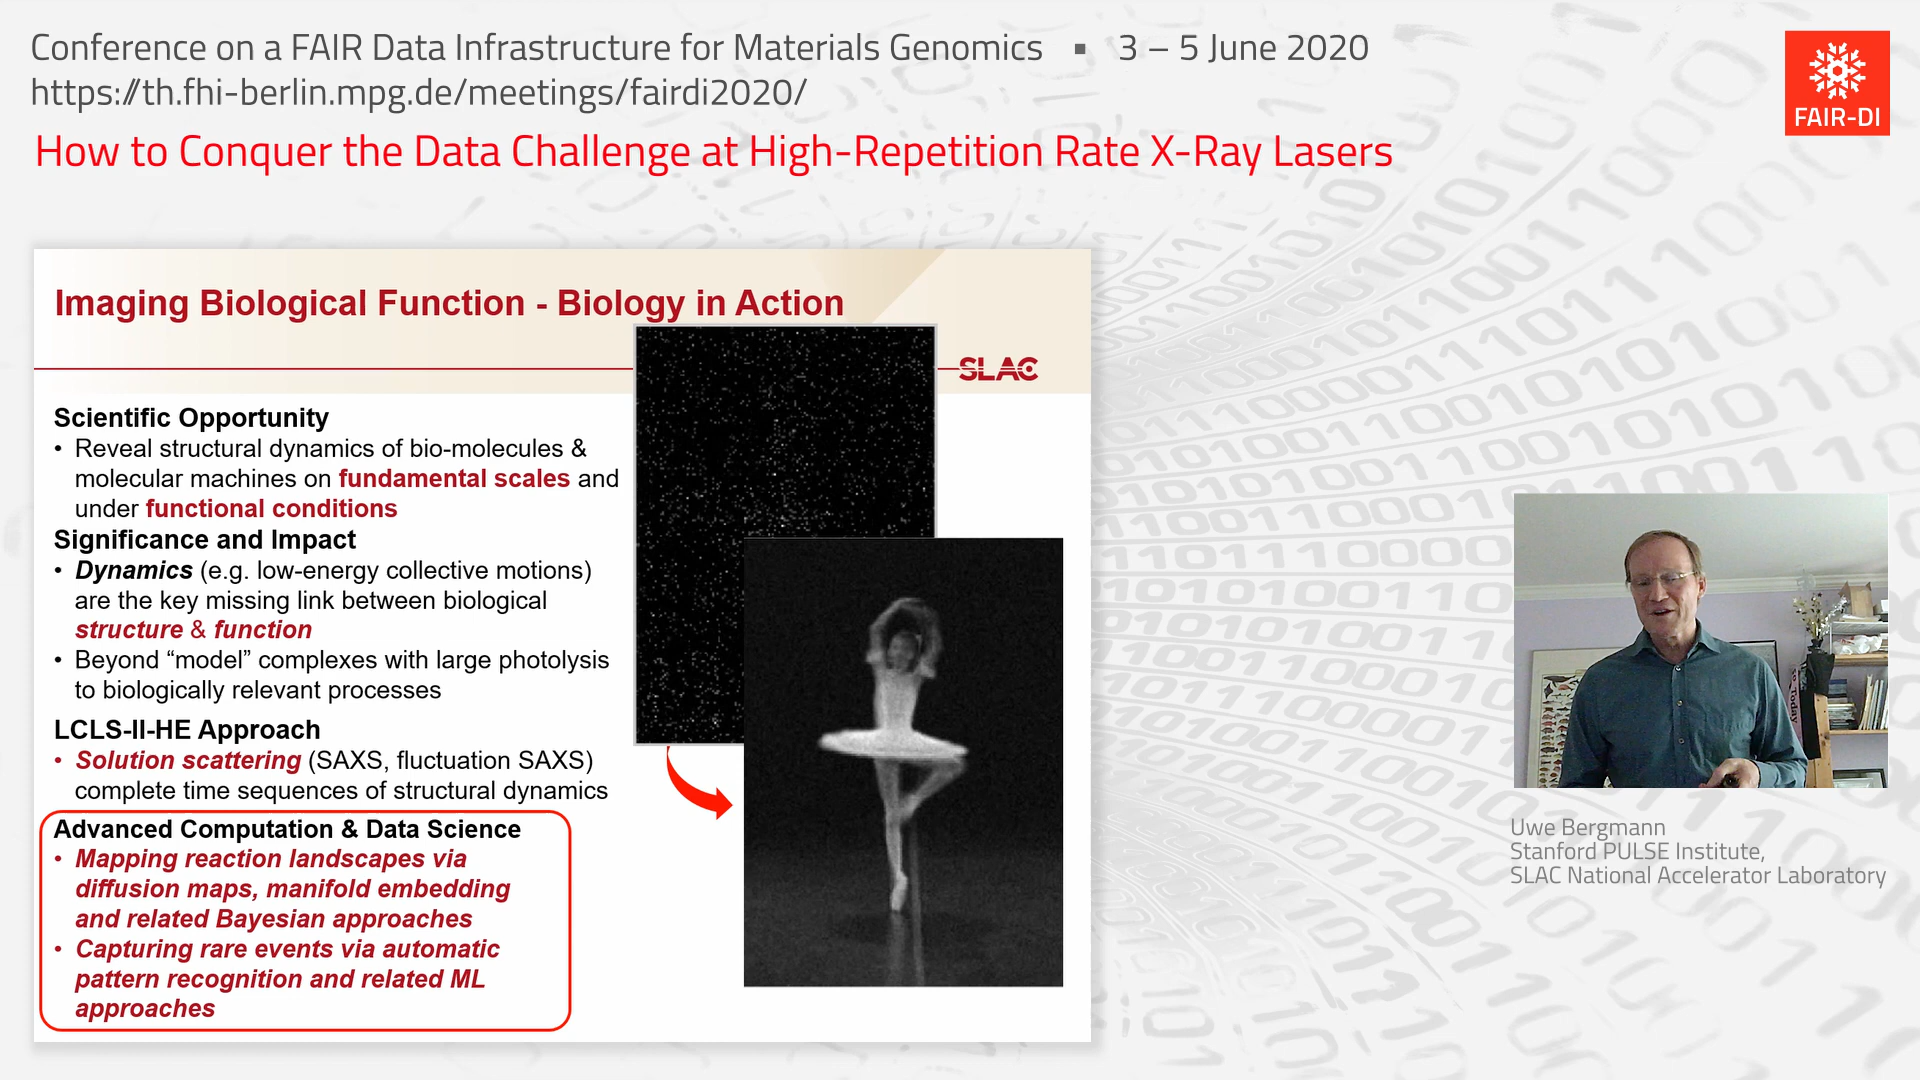 Conference on a FAIR Data Infrastructure for Materials Genomics ▪ 3 – 5 June 2020
https://th.fhi-berlin.mpg.de/meetings/fairdi2020/
FAIR-DI
How to Conquer the Data Challenge at High-Repetition Rate X-Ray Lasers
Imaging Biological Function - Biology in Action
SLAC
Scientific Opportunity
• Reveal structural dynamics of bio-molecules &
molecular machines on fundamental scales and
under functional conditions
Significance and Impact
• Dynamics (e.g. low-energy collective motions)
are the key missing link between biological
structure & function
• Beyond “model” complexes with large photolysis
to biologically relevant processes
LCLS-II-HE Approach
• Solution scattering (SAXS, fluctuation SAXS)
complete time sequences of structural dynamics
Advanced Computation & Data Science
• Mapping reaction landscapes via
diffusion maps, manifold embedding
and related Bayesian approaches
• Capturing rare events via automatic
pattern recognition and related ML
approaches
Uwe Bergmann
Stanford PULSE Institute,
SLAC National Accelerator Laboratory